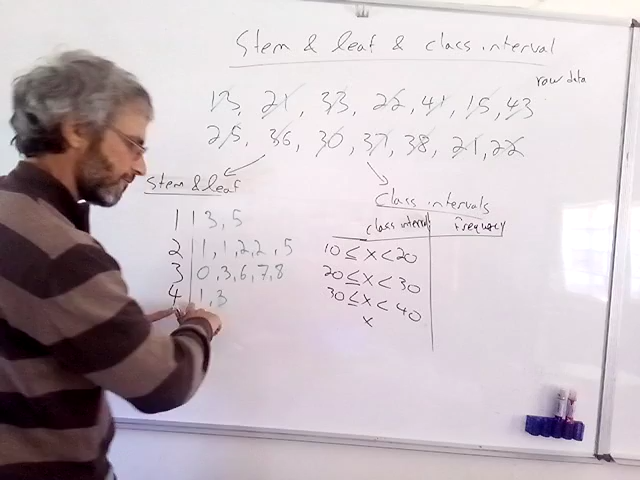 Stem & leaf & class interval
raw data
13, 21, 33, 22, 41, 15, 43
25, 36, 30, 37, 38, 21, 22
Stem & leaf
1 | 3, 5
2 | 1, 1, 2, 2, 5
3 | 0, 3, 6, 7, 8
4 | 1, 3
Class intervals
class interval frequency
10 ≤ x < 20
20 ≤ x < 30
30 ≤ x < 40
x